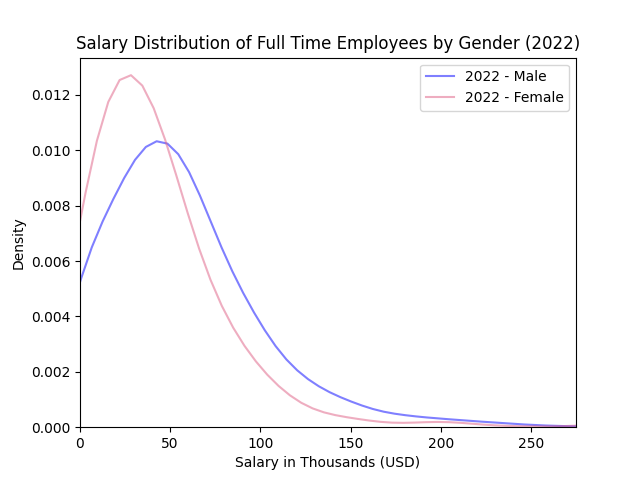 Salary Distribution of Full Time Employees by Gender (2022)
2022 - Male
2022 - Female
0.012
0.010
0.008
0.006
0.004
0.002
0.000
Density
0 50 100 150 200 250
Salary in Thousands (USD)